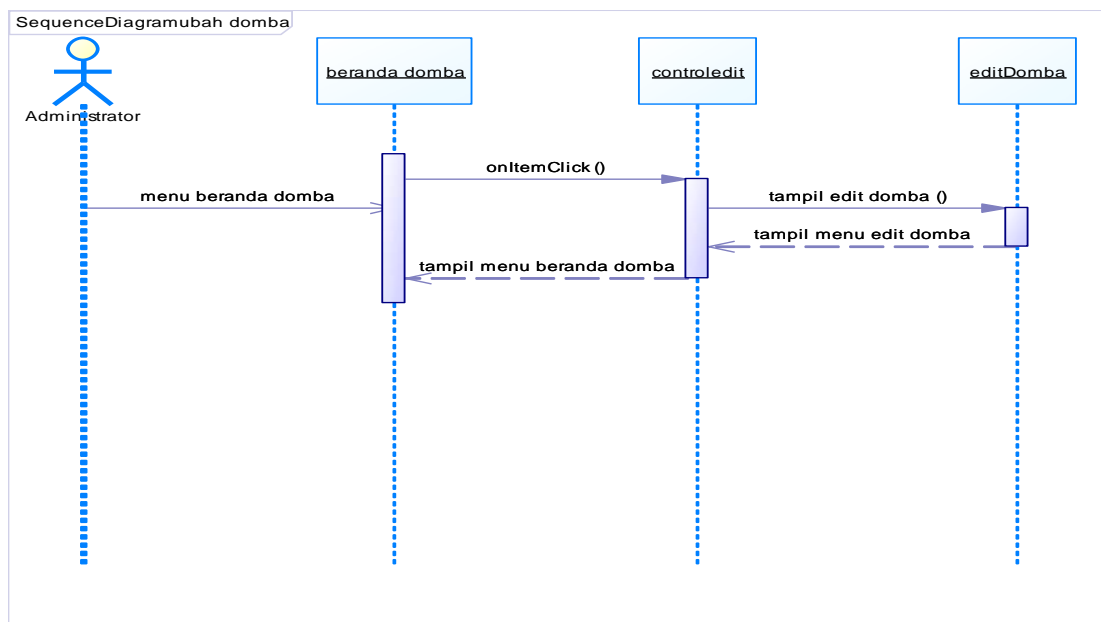 SequenceDiagramubah domba
beranda domba
controledit
editDomba
Administrator
onItemClick ()
menu beranda domba
tampil edit domba ()
tampil menu edit domba
tampil menu beranda domba